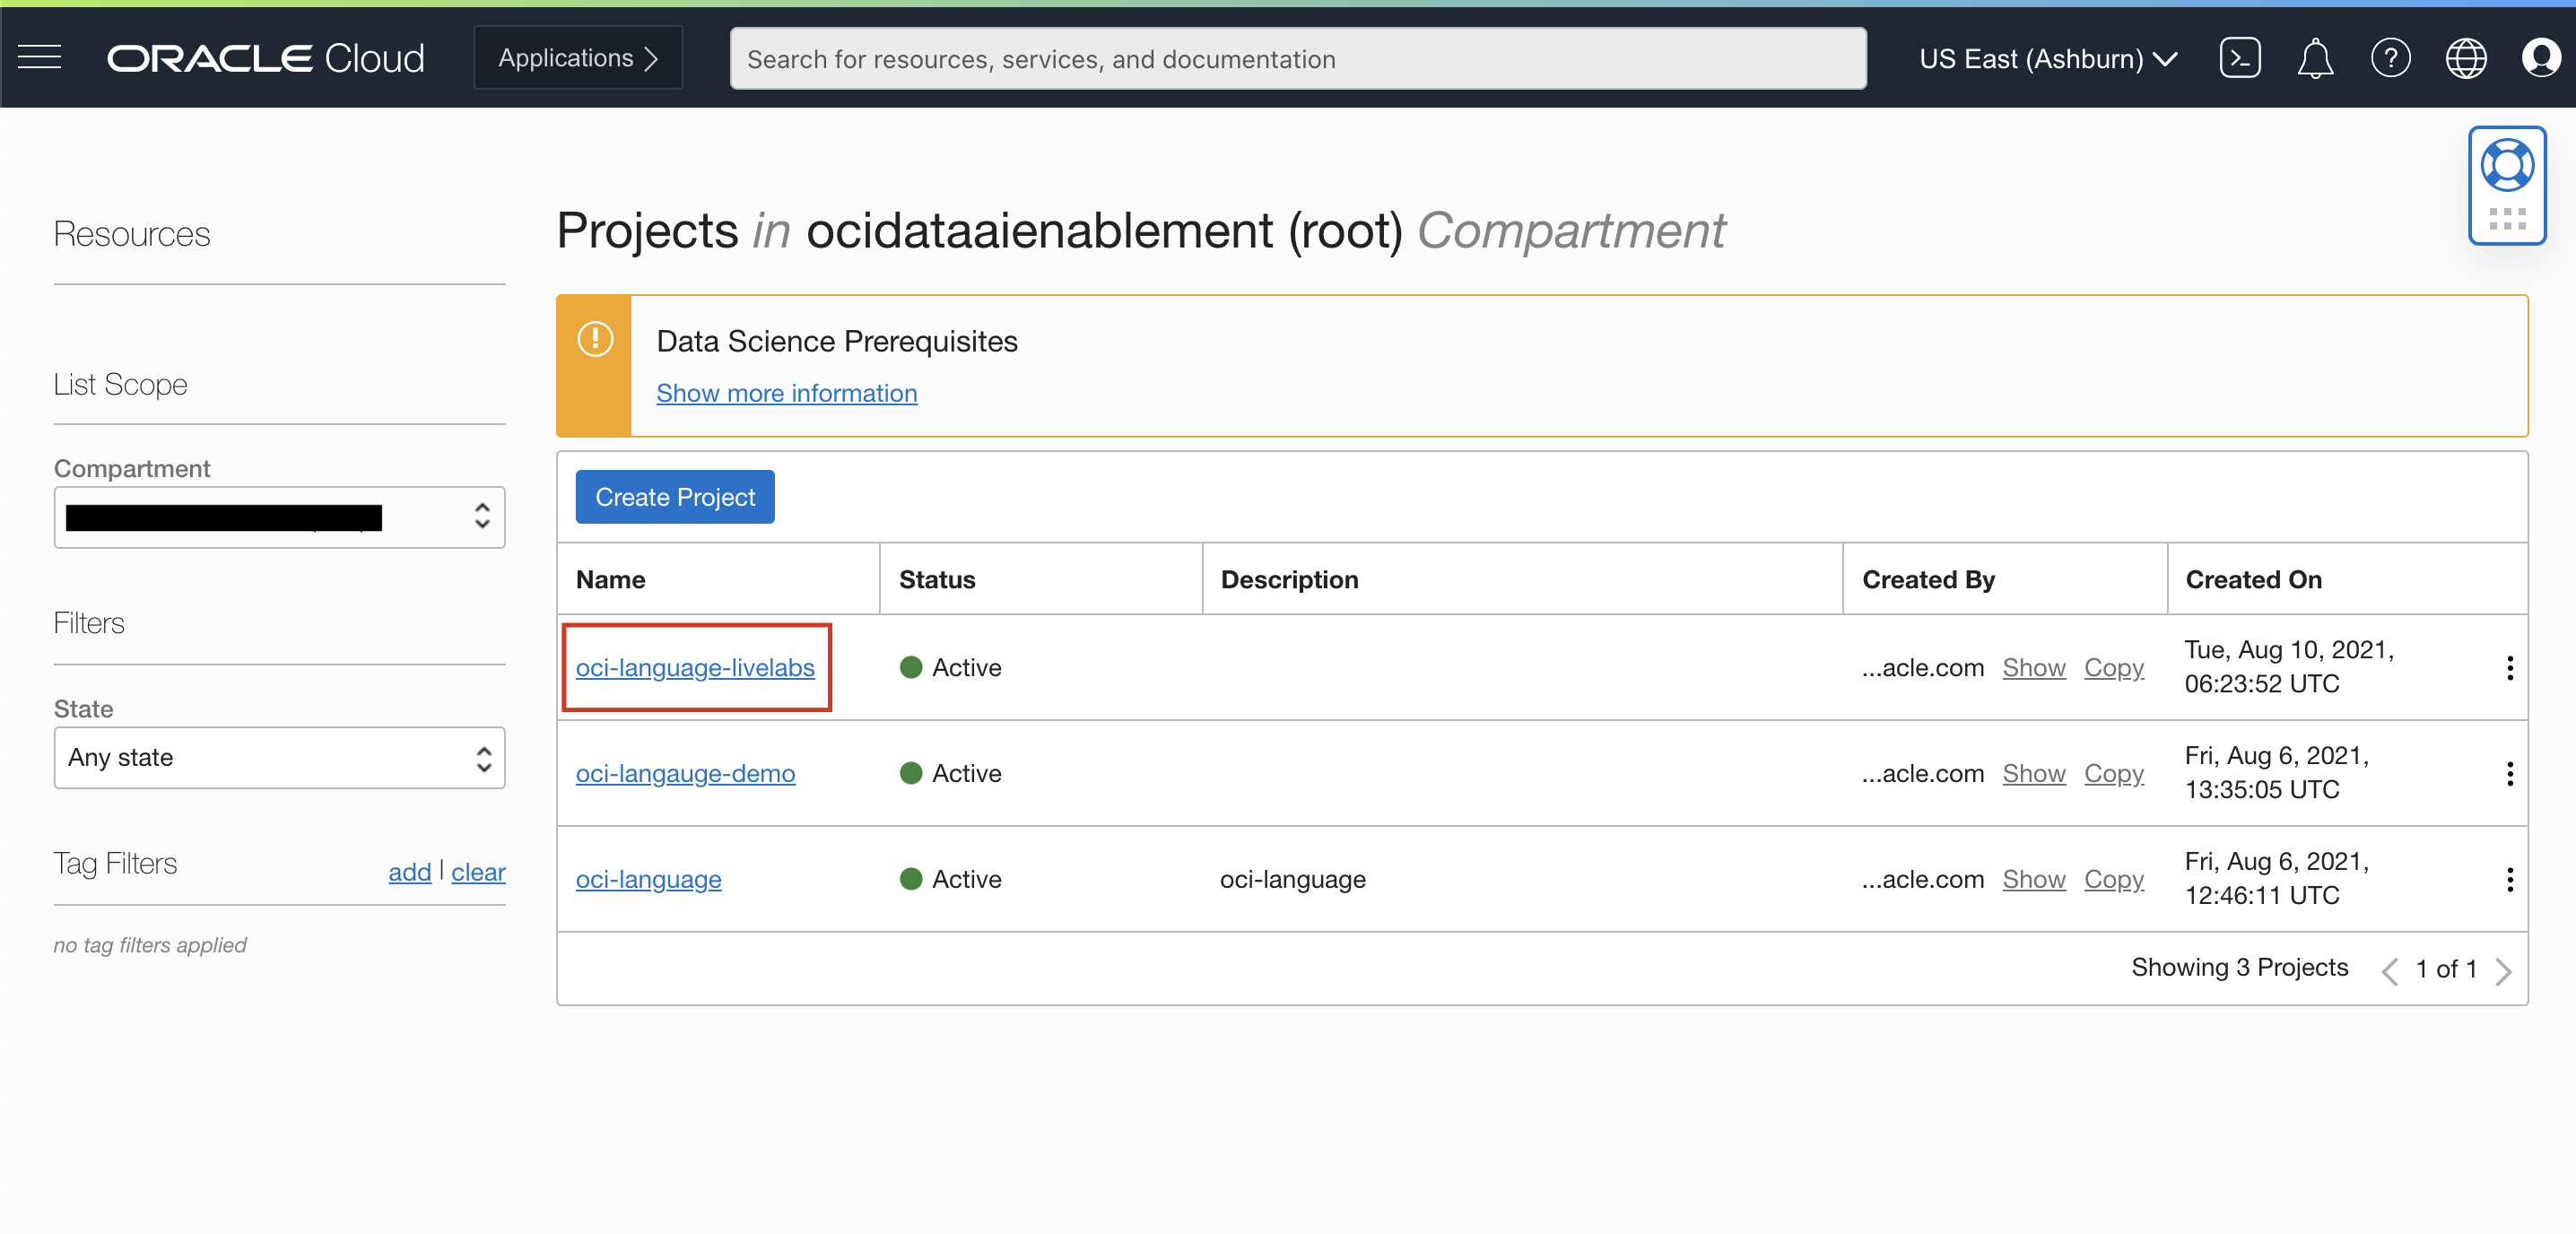 ORACLE Cloud
Applications
Search for resources, services, and documentation
US East (Ashburn)
Resources
List Scope
Compartment
Filters
State
Any state
Tag Filters
add | clear
no tag filters applied
Projects in ocidataaienablement (root) Compartment
Data Science Prerequisites
Show more information
Create Project
Name Status Description Created By Created On
oci-language-livelabs Active ...acle.com Show Copy Tue, Aug 10, 2021,
06:23:52 UTC
oci-langauge-demo Active ...acle.com Show Copy Fri, Aug 6, 2021,
13:35:05 UTC
oci-language Active oci-language ...acle.com Show Copy Fri, Aug 6, 2021,
12:46:11 UTC
Showing 3 Projects 1 of 1